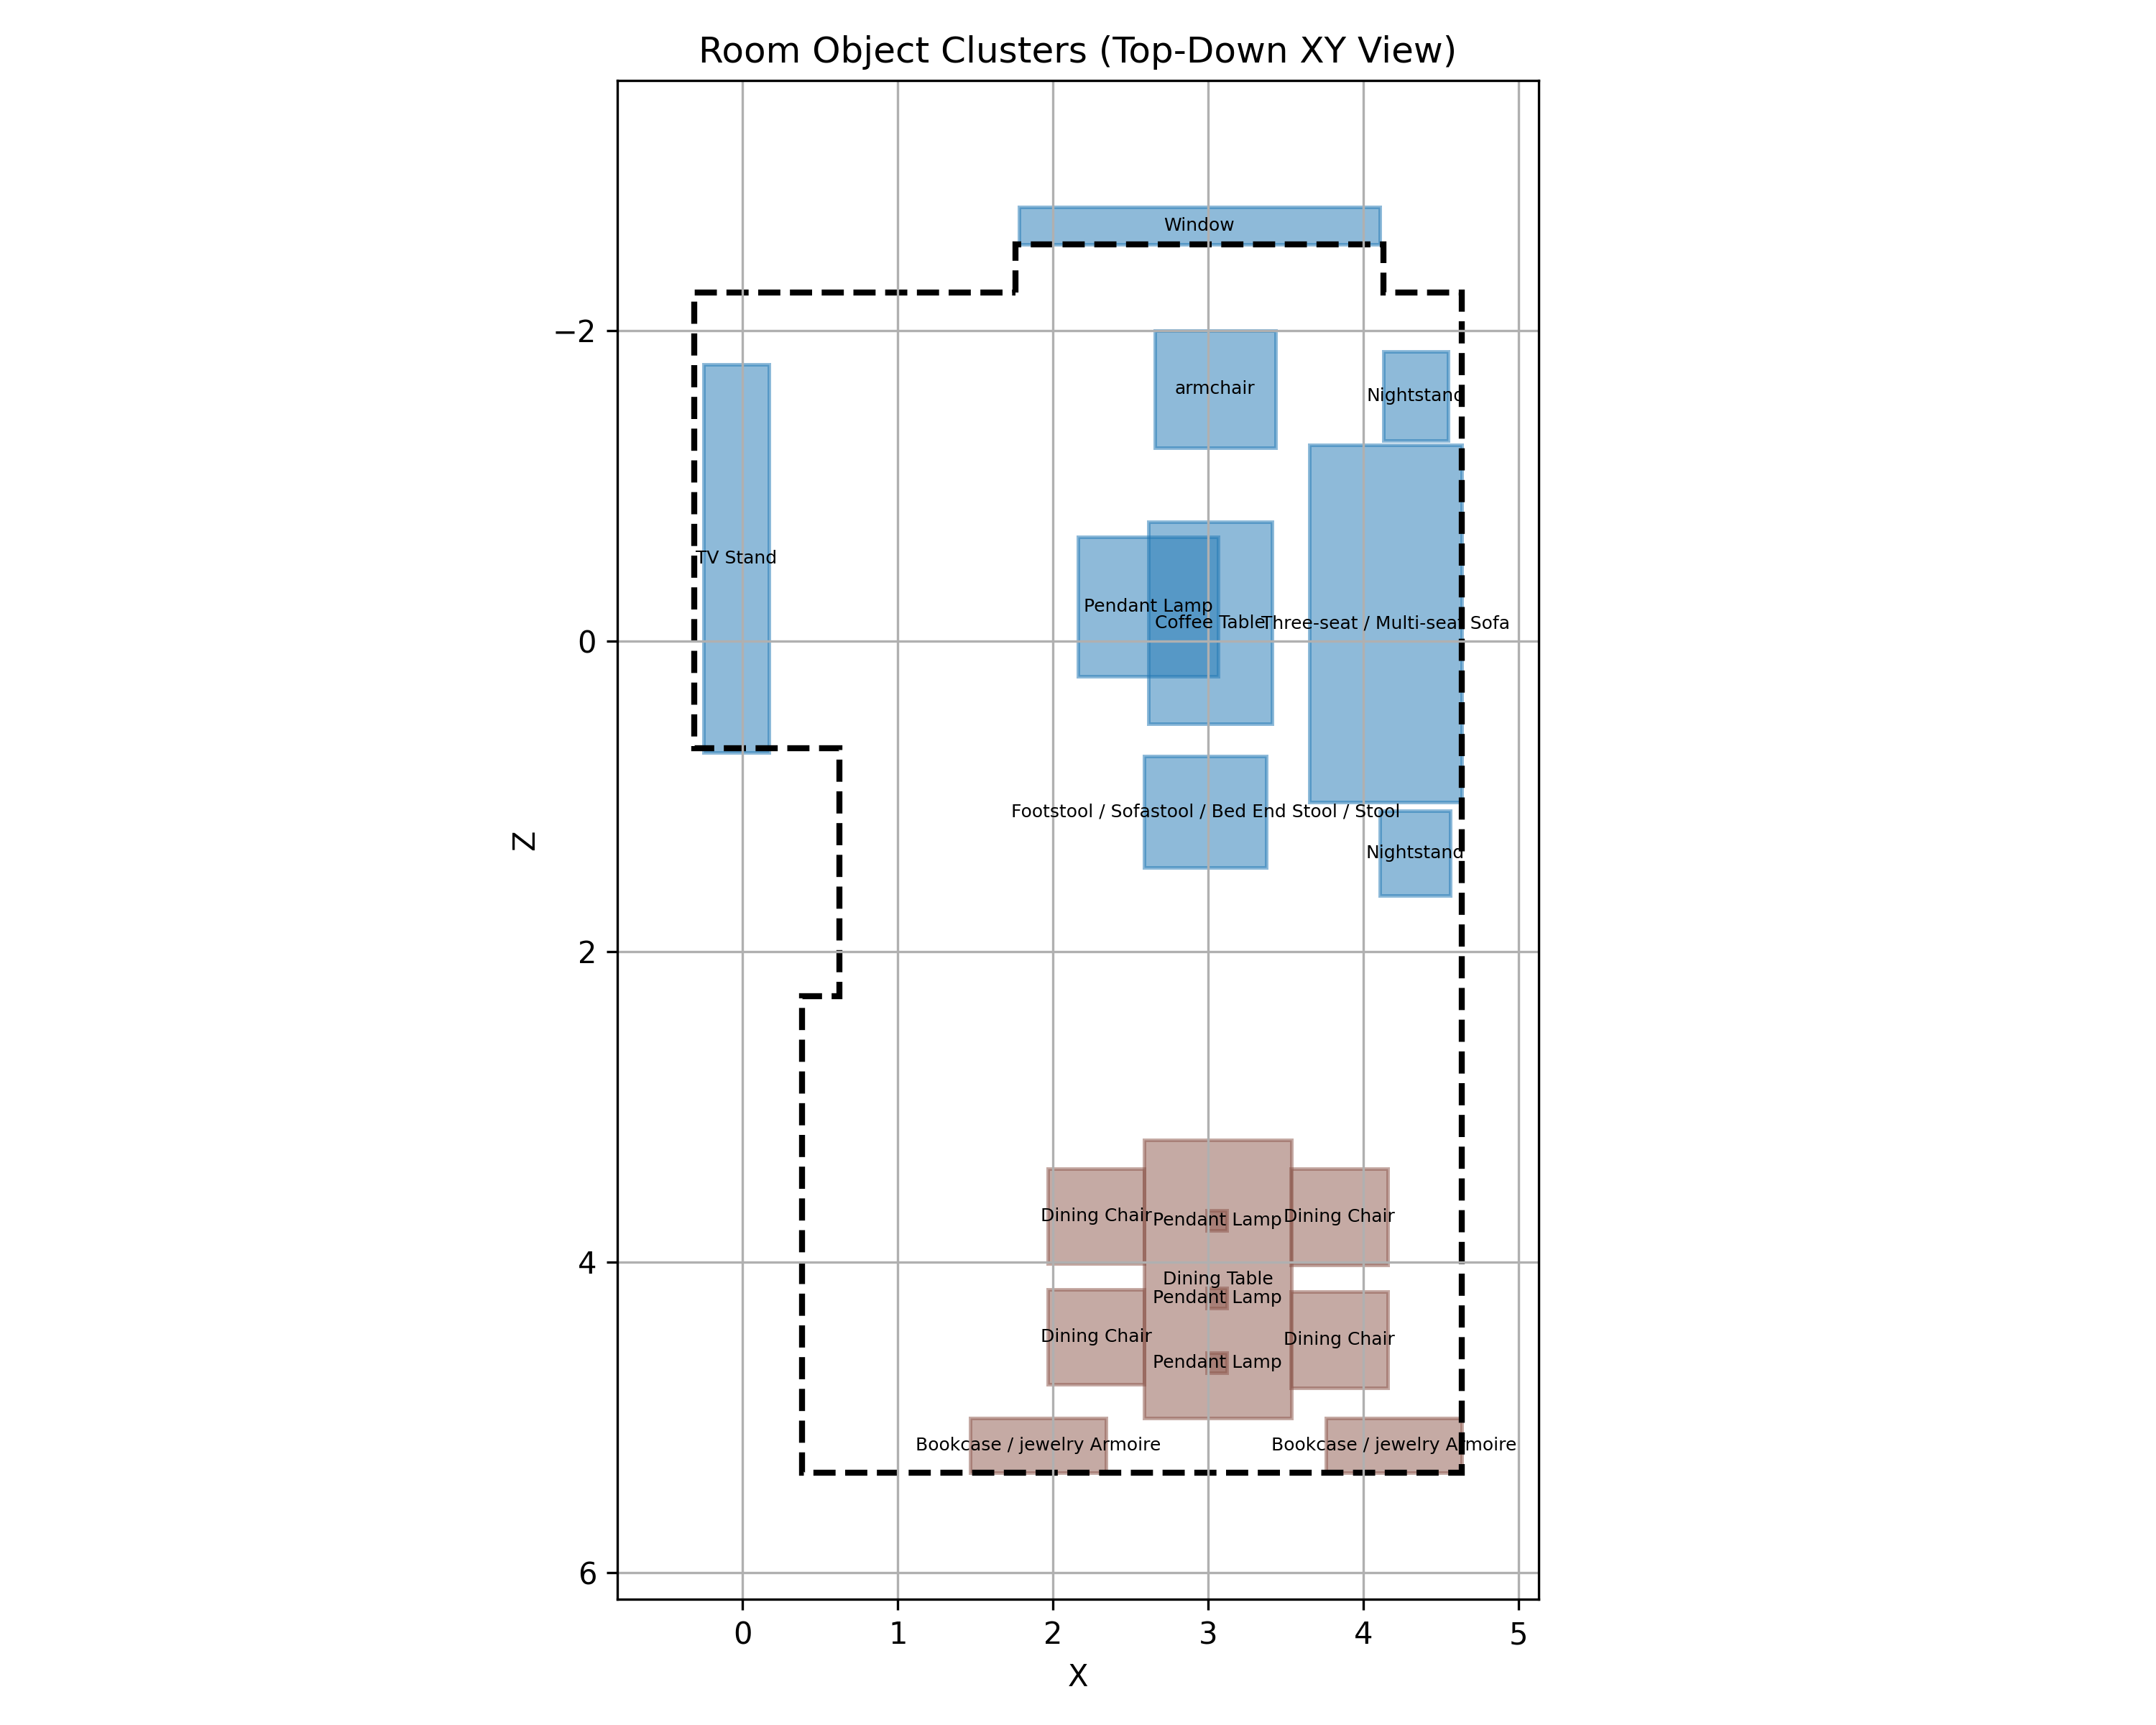 Room Object Clusters (Top-Down XY View)
Window
−2
armchair
Nightstand
TV Stand
Pendant Lamp
Coffee Table
Three-seat / Multi-seat Sofa
0
Footstool / Sofastool / Bed End Stool / Stool
Z
Nightstand
2
Dining Chair
Pendant Lamp
Dining Chair
4
Dining Table
Pendant Lamp
Dining Chair
Dining Chair
Pendant Lamp
Bookcase / jewelry Armoire
Bookcase / jewelry Armoire
6
0 1 2 3 4 5
X